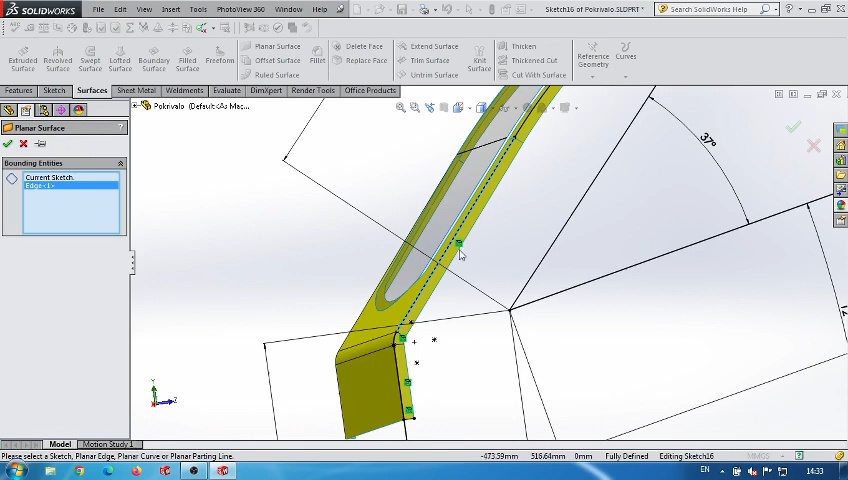 SOLIDWORKS File Edit View Insert Tools PhotoView 360 Window Help Sketch16 of Pokrivalo.SLDPRT * Search SolidWorks Help
Extruded Surface Revolved Surface Swept Surface Lofted Surface Boundary Surface Filled Surface Freeform Planar Surface Offset Surface Ruled Surface Fillet Delete Face Replace Face Extend Surface Trim Surface Untrim Surface Knit Surface Thicken Thickened Cut Cut With Surface Reference Geometry Curves
Features Sketch Surfaces Sheet Metal Weldments Evaluate DimXpert Render Tools Office Products
Pokrivalo (Default<<As Mac...
Planar Surface ?
Bounding Entities
Current Sketch.
Edge<1>
37°
Y
Z
Model Motion Study 1
Please select a Sketch, Planar Edge, Planar Curve or Planar Parting Line. -473.59mm 516.64mm 0mm Fully Defined Editing Sketch16 MMGS
EN 14:33